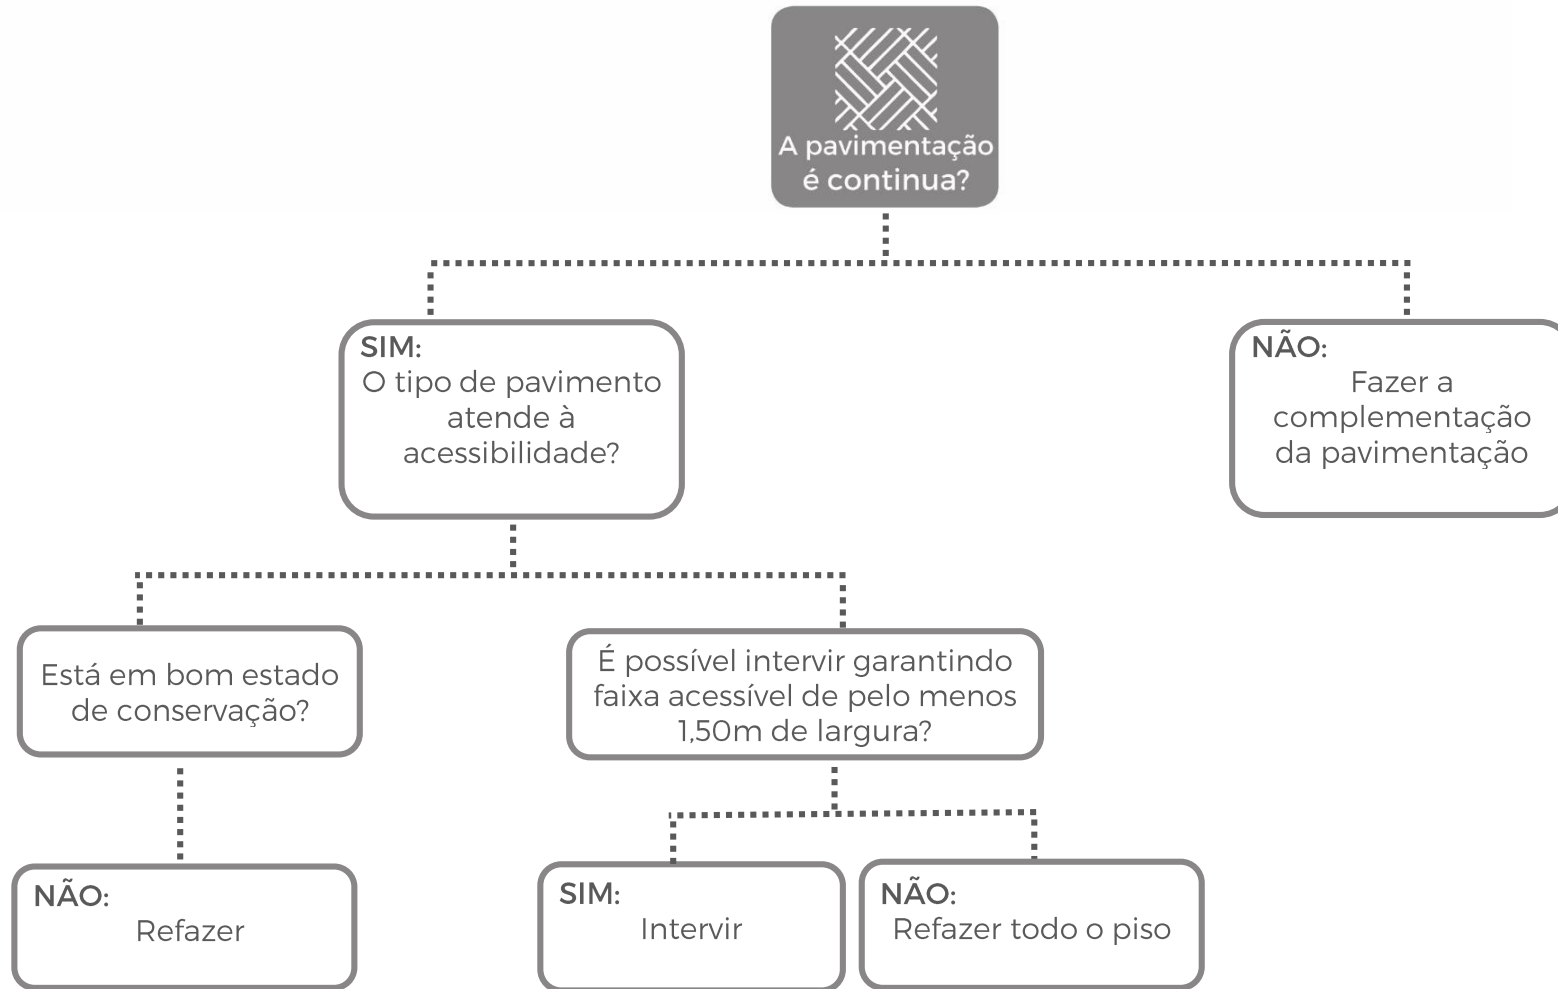 A pavimentação
é continua?
SIM:
O tipo de pavimento
atende à
acessibilidade?
NÃO:
Fazer a
complementação
da pavimentação
Está em bom estado
de conservação?
É possível intervir garantindo
faixa acessível de pelo menos
1,50m de largura?
NÃO:
Refazer
SIM:
Intervir
NÃO:
Refazer todo o piso